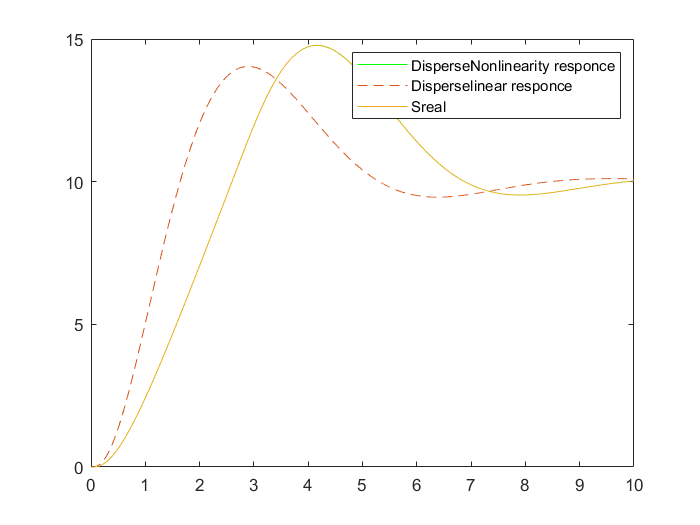 15
10
5
0
0 1 2 3 4 5 6 7 8 9 10
DisperseNonlinearity responce
Disperselinear responce
Sreal